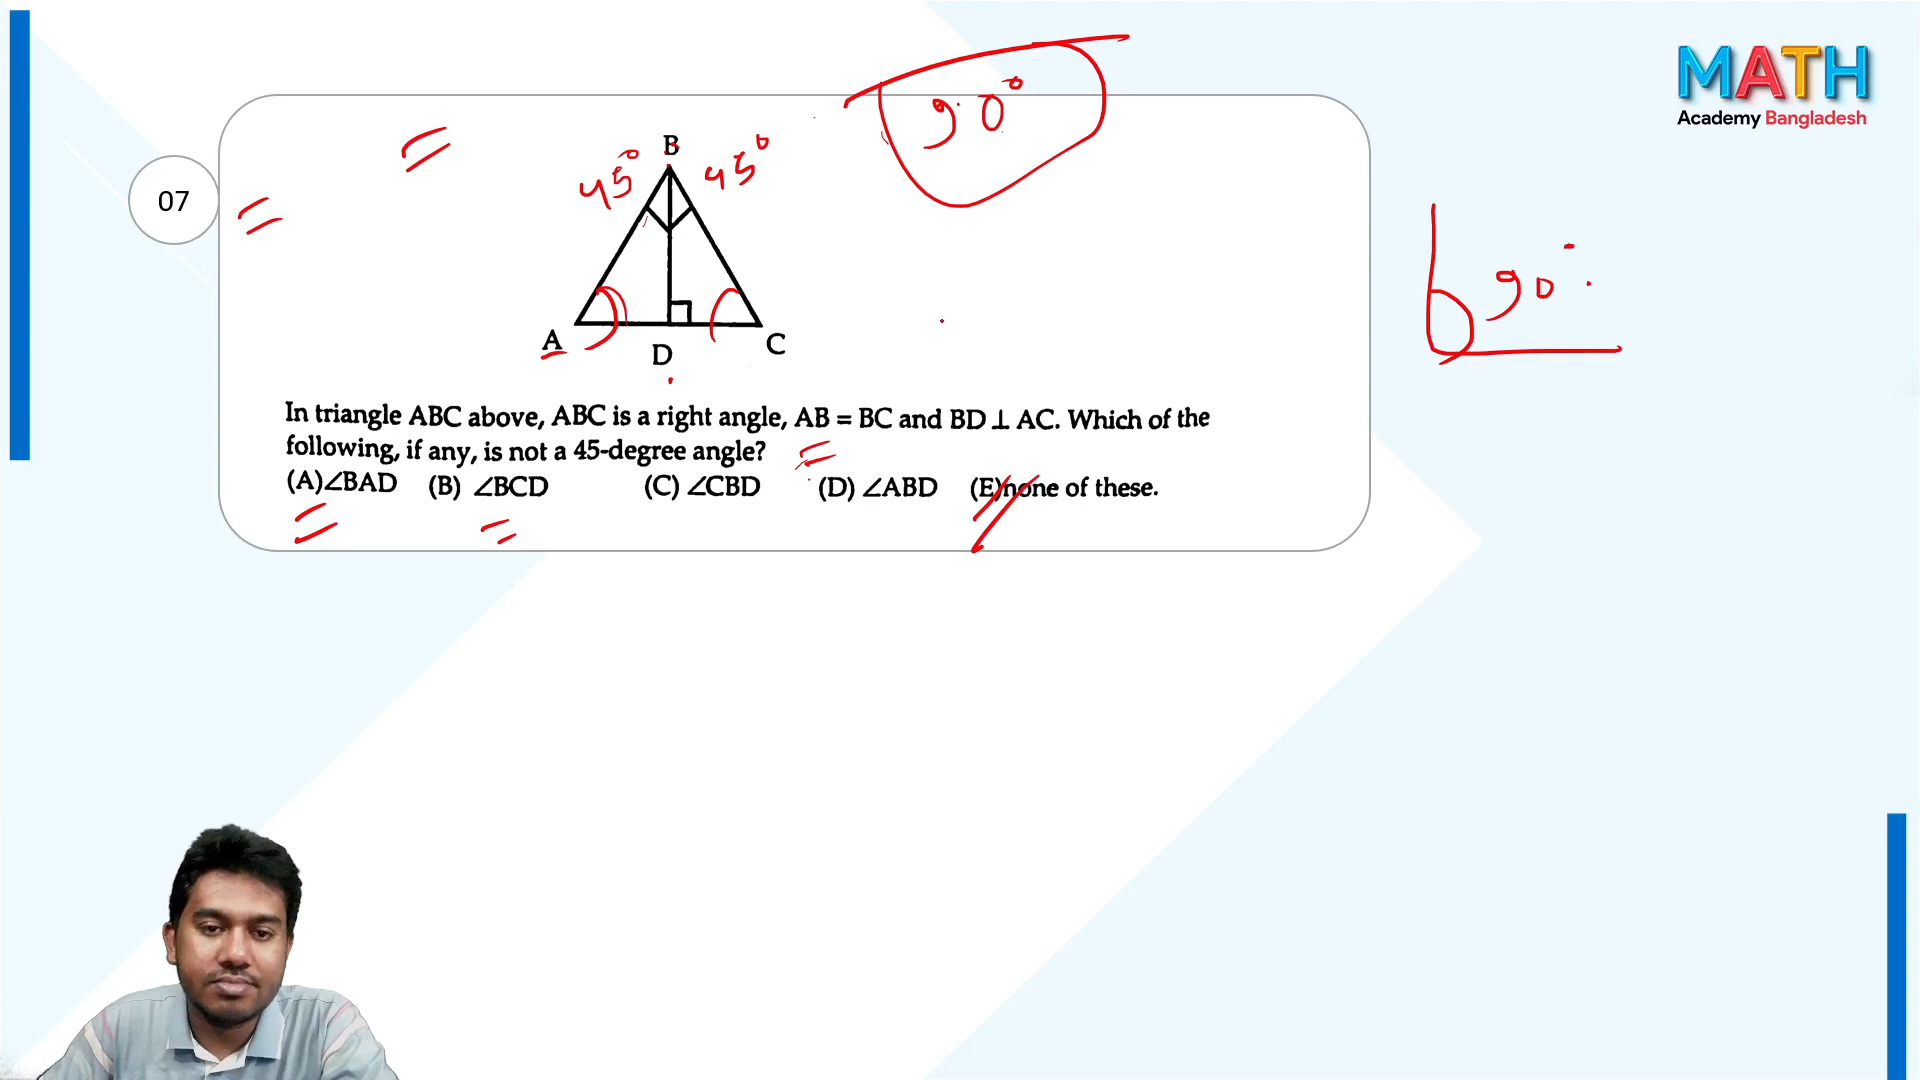 MATH
Academy Bangladesh
90°
45° B 45°
07
90°
A D C
In triangle ABC above, ABC is a right angle, AB = BC and BD ⊥ AC. Which of the
following, if any, is not a 45-degree angle?
(A)∠BAD (B) ∠BCD (C) ∠CBD (D) ∠ABD (E)none of these.